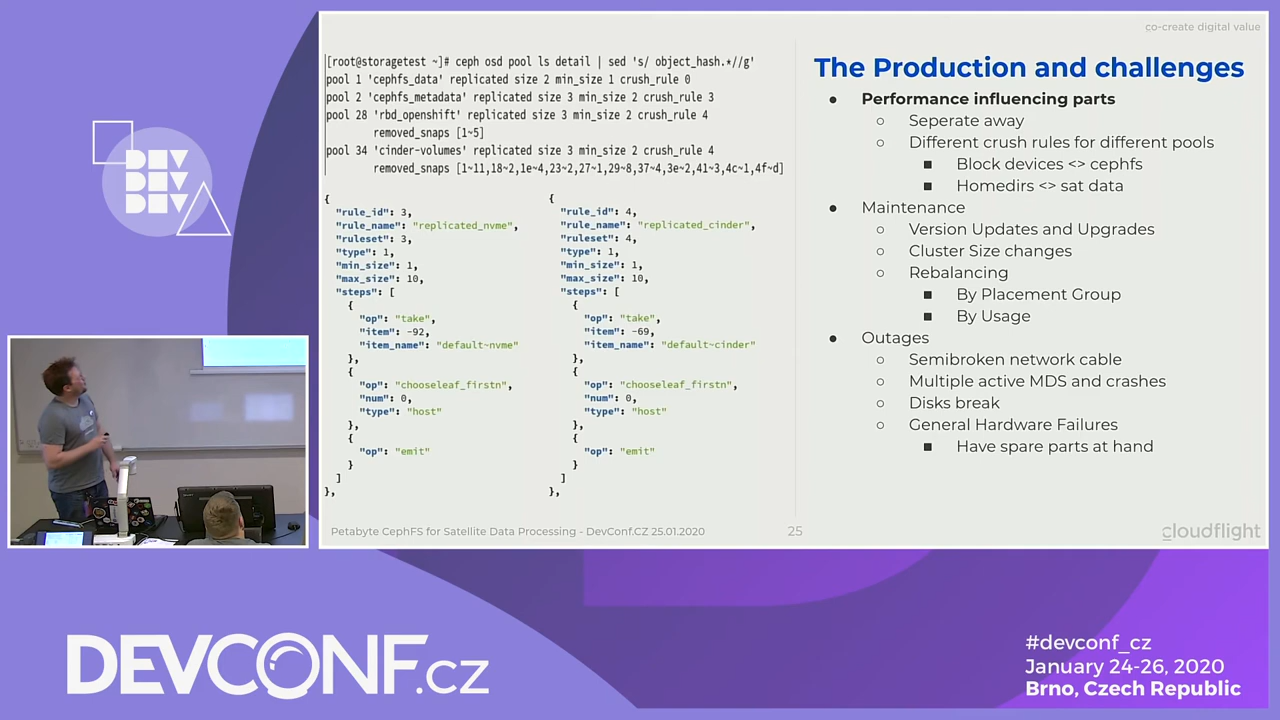 co-create digital value
[root@storagetest ~]# ceph osd pool ls detail | sed 's/ object_hash.*//g'
pool 1 'cephfs_data' replicated size 2 min_size 1 crush_rule 0
pool 2 'cephfs_metadata' replicated size 3 min_size 2 crush_rule 3
pool 28 'rbd_openshift' replicated size 3 min_size 2 crush_rule 4
removed_snaps [1~5]
pool 34 'cinder-volumes' replicated size 3 min_size 2 crush_rule 4
removed_snaps [1~11,18~2,1e~4,23~2,27~1,29~8,37~4,3e~2,41~3,4c~1,4f~d]
{
"rule_id": 3,
"rule_name": "replicated_nvme",
"ruleset": 3,
"type": 1,
"min_size": 1,
"max_size": 10,
"steps": [
{
"op": "take",
"item": -92,
"item_name": "default~nvme"
},
{
"op": "chooseleaf_firstn",
"num": 0,
"type": "host"
},
{
"op": "emit"
}
]
},
{
"rule_id": 4,
"rule_name": "replicated_cinder",
"ruleset": 4,
"type": 1,
"min_size": 1,
"max_size": 10,
"steps": [
{
"op": "take",
"item": -69,
"item_name": "default~cinder"
},
{
"op": "chooseleaf_firstn",
"num": 0,
"type": "host"
},
{
"op": "emit"
}
]
},
The Production and challenges
● Performance influencing parts
○ Seperate away
○ Different crush rules for different pools
■ Block devices <> cephfs
■ Homedirs <> sat data
● Maintenance
○ Version Updates and Upgrades
○ Cluster Size changes
○ Rebalancing
■ By Placement Group
■ By Usage
● Outages
○ Semibroken network cable
○ Multiple active MDS and crashes
○ Disks break
○ General Hardware Failures
■ Have spare parts at hand
Petabyte CephFS for Satellite Data Processing - DevConf.CZ 25.01.2020
25
cloudflight
DEV
DEV
DEV
DEVCONF.cz
#devconf_cz
January 24-26, 2020
Brno, Czech Republic